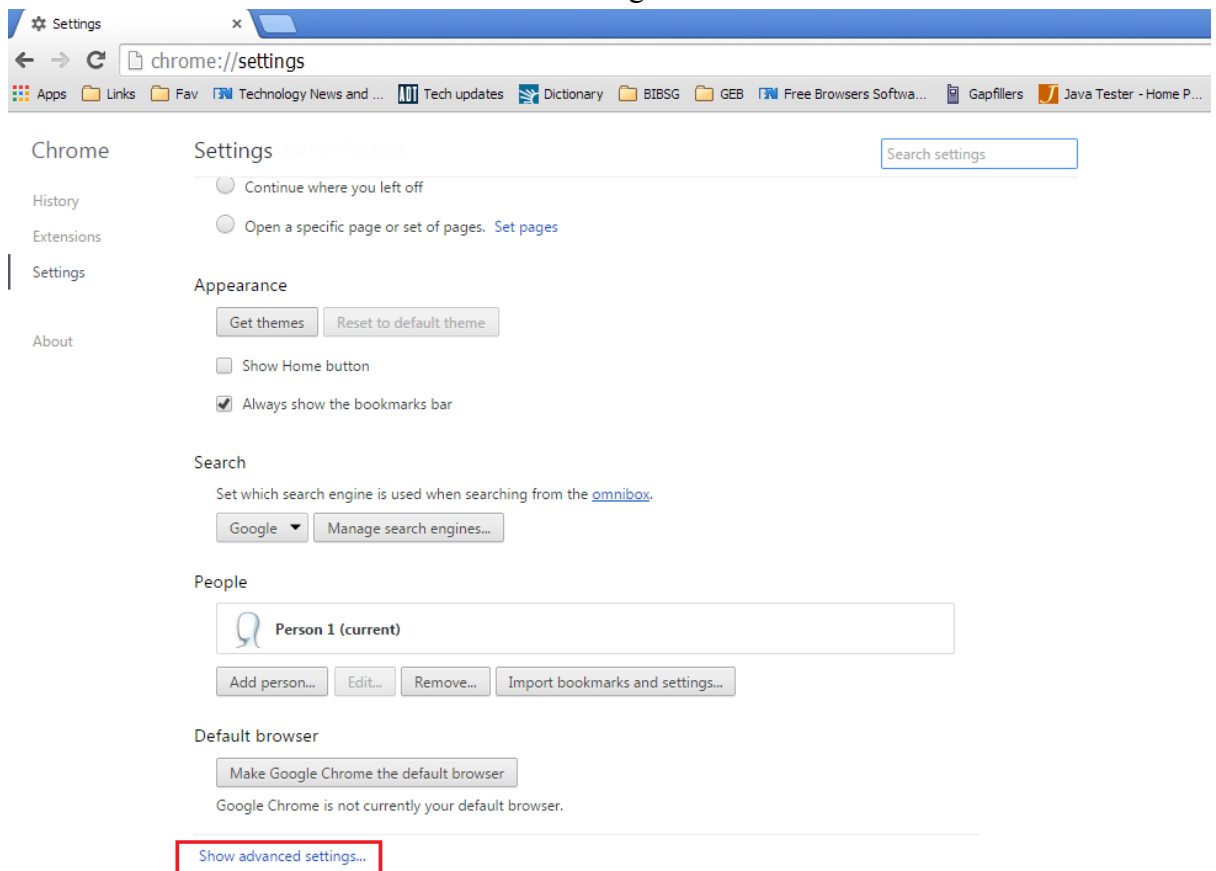 Settings
chrome://settings
Apps Links Fav Technology News and ... Tech updates Dictionary BIBSG GEB Free Browsers Softwa... Gapfillers Java Tester - Home P...
Chrome
Settings
Search settings
History
Extensions
Settings
About
Continue where you left off
Open a specific page or set of pages. Set pages
Appearance
Get themes Reset to default theme
Show Home button
Always show the bookmarks bar
Search
Set which search engine is used when searching from the omnibox.
Google Manage search engines...
People
Person 1 (current)
Add person... Edit... Remove... Import bookmarks and settings...
Default browser
Make Google Chrome the default browser
Google Chrome is not currently your default browser.
Show advanced settings...